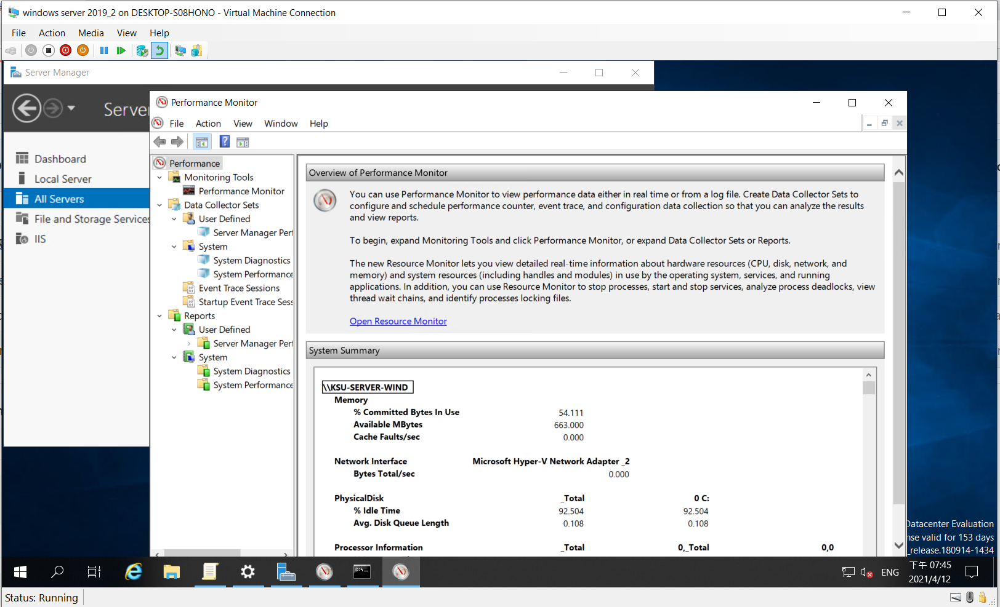 windows server 2019_2 on DESKTOP-S08HONO - Virtual Machine Connection
File Action Media View Help
Server Manager
Server
Dashboard
Local Server
All Servers
File and Storage Services
IIS
Performance Monitor
File Action View Window Help
Performance
Monitoring Tools
Performance Monitor
Data Collector Sets
User Defined
Server Manager Perf
System
System Diagnostics
System Performance
Event Trace Sessions
Startup Event Trace Sess
Reports
User Defined
Server Manager Perf
System
System Diagnostics
System Performance
Overview of Performance Monitor
You can use Performance Monitor to view performance data either in real time or from a log file. Create Data Collector Sets to
configure and schedule performance counter, event trace, and configuration data collection so that you can analyze the results
and view reports.
To begin, expand Monitoring Tools and click Performance Monitor, or expand Data Collector Sets or Reports.
The new Resource Monitor lets you view detailed real-time information about hardware resources (CPU, disk, network, and
memory) and system resources (including handles and modules) in use by the operating system, services, and running
applications. In addition, you can use Resource Monitor to stop processes, start and stop services, analyze process deadlocks, view
thread wait chains, and identify processes locking files.
Open Resource Monitor
System Summary
\\KSU-SERVER-WIND
Memory
% Committed Bytes In Use 54.111
Available MBytes 663.000
Cache Faults/sec 0.000
Network Interface Microsoft Hyper-V Network Adapter _2
Bytes Total/sec 0.000
PhysicalDisk _Total 0 C:
% Idle Time 92.504 92.504
Avg. Disk Queue Length 0.108 0.108
Processor Information _Total 0,_Total 0,0
Datacenter Evaluation
nse valid for 153 days
_release.180914-1434
ENG
下午 07:45
2021/4/12
Status: Running